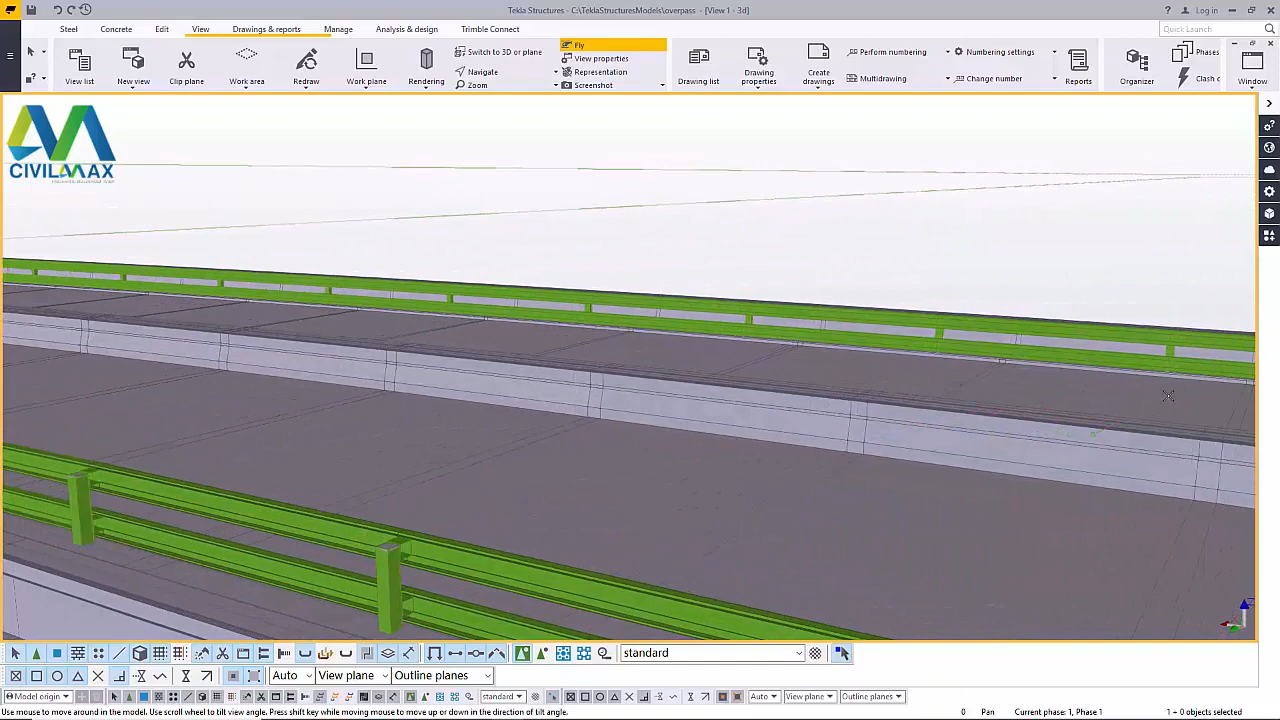 Tekla Structures - C:\TeklaStructuresModels\overpass - [View 1 - 3d]
Log in
Steel
Concrete
Edit
View
Drawings & reports
Manage
Analysis & design
Trimble Connect
Quick Launch
View list
New view
Clip plane
Work area
Redraw
Work plane
Rendering
Switch to 3D or plane
Navigate
Zoom
Fly
View properties
Representation
Screenshot
Drawing list
Drawing properties
Create drawings
Perform numbering
Multidrawing
Numbering settings
Change number
Reports
Organizer
Phases
Clash c
Window
CIVILMAX
standard
Auto
View plane
Outline planes
Model origin
standard
Auto
View plane
Outline planes
Use mouse to move around in the model. Use scroll wheel to tilt view angle. Press shift key while moving mouse to move up or down in the direction of tilt angle.
0
Pan
Current phase: 1, Phase 1
1 + 0 objects selected